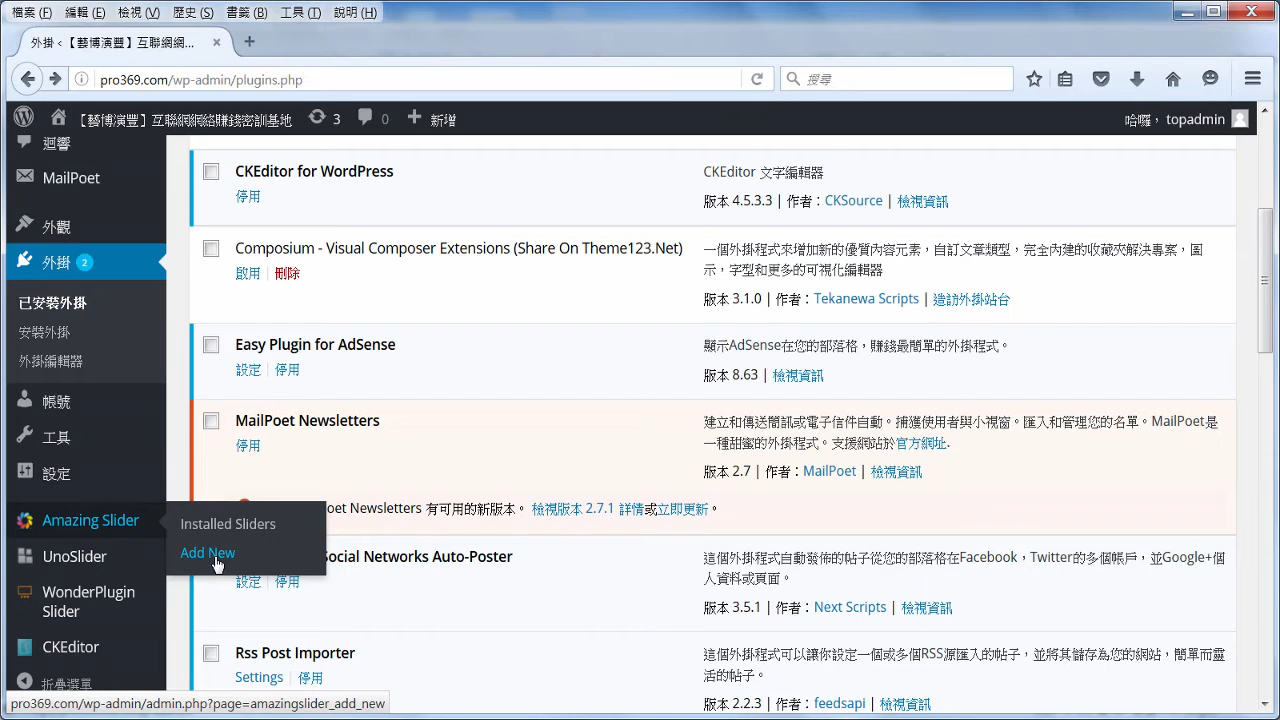 檔案(F) 編輯(E) 檢視(V) 歷史(S) 書籤(B) 工具(T) 說明(H)
外掛 ‹【藝博演豐】互聯網網...
pro369.com/wp-admin/plugins.php
搜尋
【藝博演豐】互聯網網絡賺錢密訓基地 3 0 新增
哈囉，topadmin
迴響
MailPoet
外觀
外掛 2
已安裝外掛
安裝外掛
外掛編輯器
帳號
工具
設定
Amazing Slider
Installed Sliders
Add New
UnoSlider
WonderPlugin
Slider
CKEditor
折疊選單
CKEditor for WordPress
停用
CKEditor 文字編輯器
版本 4.5.3.3 | 作者：CKSource | 檢視資訊
Composium - Visual Composer Extensions (Share On Theme123.Net)
啟用 | 刪除
一個外掛程式來增加新的優質內容元素，自訂文章類型，完全內建的收藏夾解決專案，圖
示，字型和更多的可視化編輯器
版本 3.1.0 | 作者：Tekanewa Scripts | 造訪外掛站台
Easy Plugin for AdSense
設定 | 停用
顯示AdSense在您的部落格，賺錢最簡單的外掛程式。
版本 8.63 | 檢視資訊
MailPoet Newsletters
停用
建立和傳送簡訊或電子信件自動。捕獲使用者與小視窗。匯入和管理您的名單。MailPoet是
一種甜蜜的外掛程式。支援網站於官方網址.
版本 2.7 | 作者：MailPoet | 檢視資訊
oet Newsletters 有可用的新版本。 檢視版本 2.7.1 詳情或立即更新。
Social Networks Auto-Poster
設定 | 停用
這個外掛程式自動發佈的帖子從您的部落格在Facebook，Twitter的多個帳戶，並Google+個
人資料或頁面。
版本 3.5.1 | 作者：Next Scripts | 檢視資訊
Rss Post Importer
Settings | 停用
這個外掛程式可以讓你設定一個或多個RSS源匯入的帖子，並將其儲存為您的網站，簡單而靈
活的帖子。
版本 2.2.3 | 作者：feedsapi | 檢視資訊
pro369.com/wp-admin/admin.php?page=amazingslider_add_new